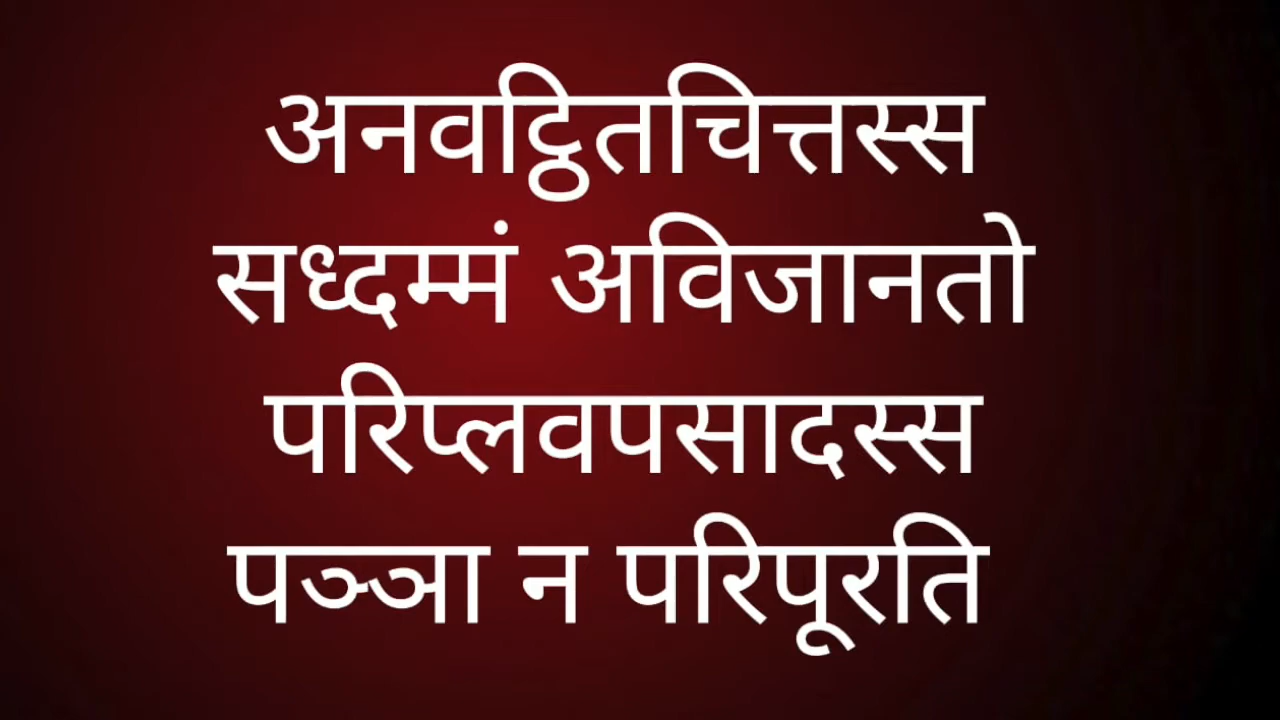 अनवट्ठितचित्तस्स
सध्दम्मं अविजानतो
परिप्लवपसादस्स
पञ्ञा न परिपूरति